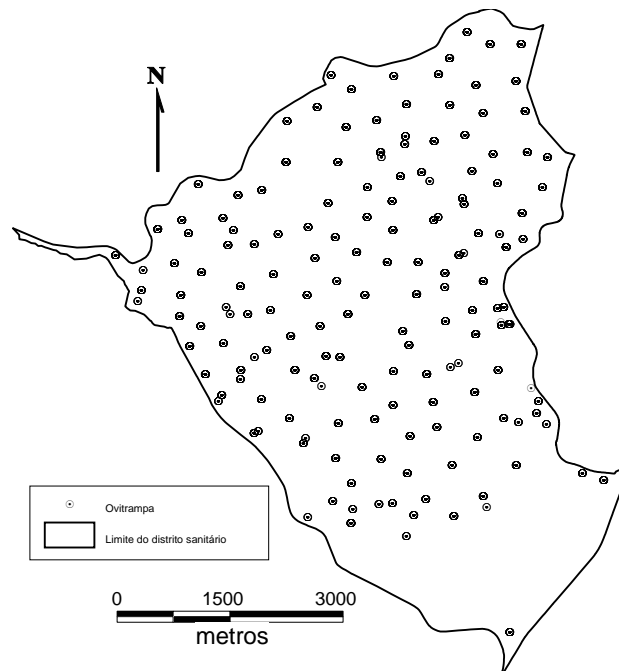 N
Ovitrampa
Limite do distrito sanitário
0 1500 3000
metros